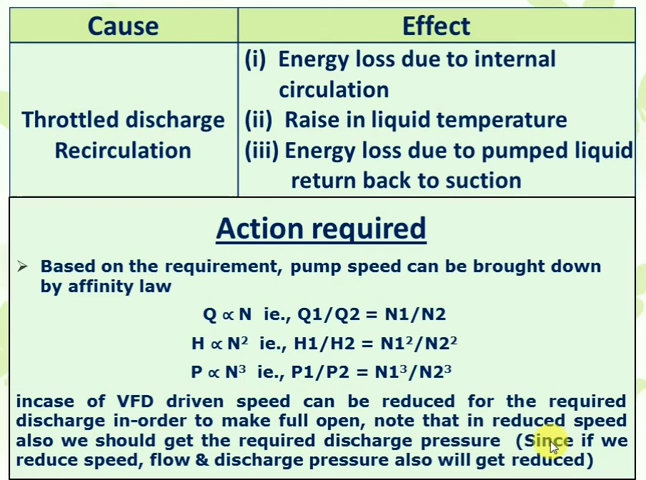 Cause Effect
Throttled discharge
Recirculation
(i) Energy loss due to internal
circulation
(ii) Raise in liquid temperature
(iii) Energy loss due to pumped liquid
return back to suction
Action required
➢ Based on the requirement, pump speed can be brought down
by affinity law
Q ∝ N ie., Q1/Q2 = N1/N2
H ∝ N² ie., H1/H2 = N1²/N2²
P ∝ N³ ie., P1/P2 = N1³/N2³
incase of VFD driven speed can be reduced for the required
discharge in-order to make full open, note that in reduced speed
also we should get the required discharge pressure (Since if we
reduce speed, flow & discharge pressure also will get reduced)